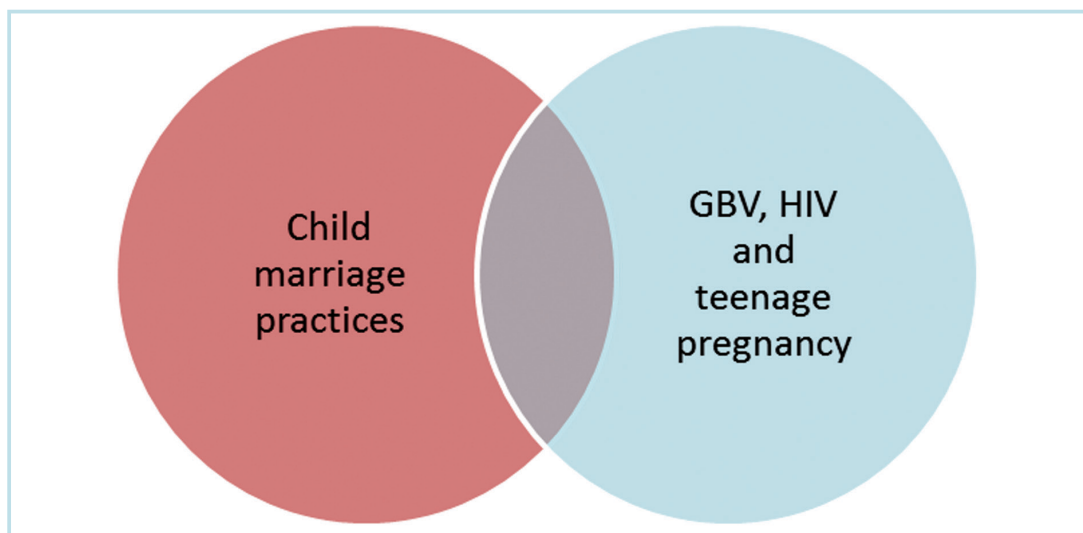 Child
marriage
practices
GBV, HIV
and
teenage
pregnancy